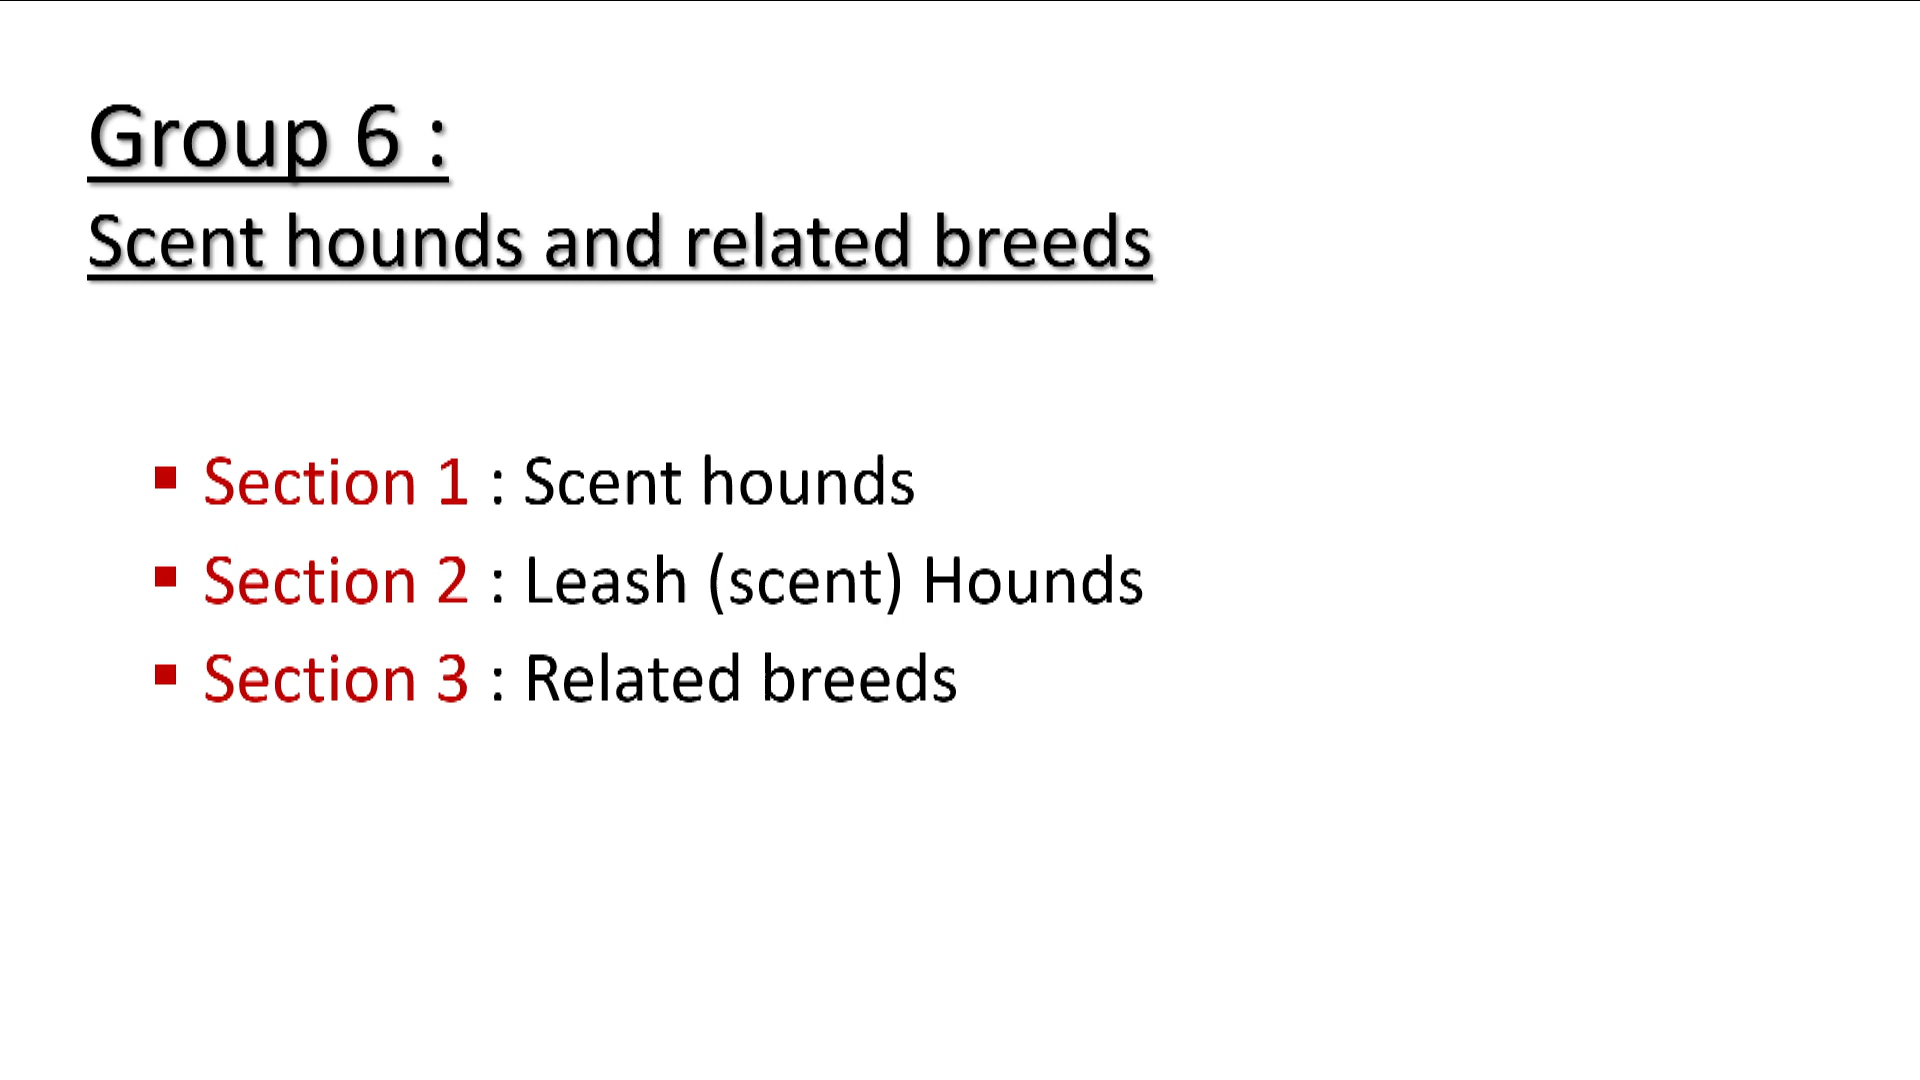 Group 6 :
Scent hounds and related breeds
▪ Section 1 : Scent hounds
▪ Section 2 : Leash (scent) Hounds
▪ Section 3 : Related breeds